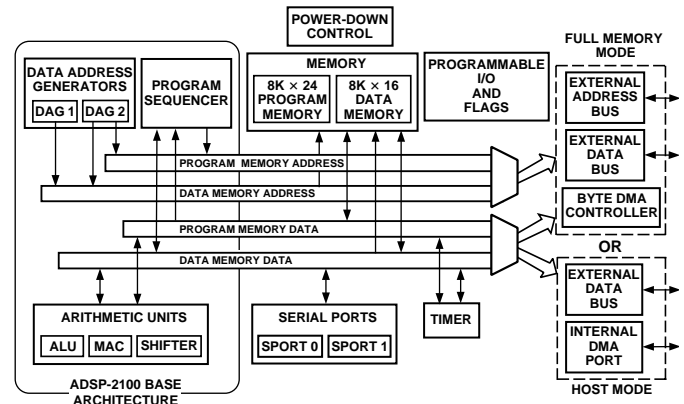 POWER-DOWN
CONTROL
DATA ADDRESS
GENERATORS
DAG 1
DAG 2
PROGRAM
SEQUENCER
MEMORY
8K × 24
PROGRAM
MEMORY
8K × 16
DATA
MEMORY
PROGRAMMABLE
I/O
AND
FLAGS
FULL MEMORY
MODE
EXTERNAL
ADDRESS
BUS
EXTERNAL
DATA
BUS
BYTE DMA
CONTROLLER
OR
EXTERNAL
DATA
BUS
INTERNAL
DMA
PORT
HOST MODE
PROGRAM MEMORY ADDRESS
DATA MEMORY ADDRESS
PROGRAM MEMORY DATA
DATA MEMORY DATA
ARITHMETIC UNITS
ALU
MAC
SHIFTER
SERIAL PORTS
SPORT 0
SPORT 1
TIMER
ADSP-2100 BASE
ARCHITECTURE